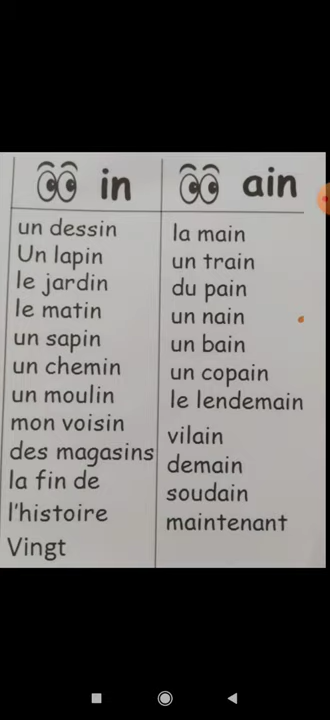 in
un dessin
Un lapin
le jardin
le matin
un sapin
un chemin
un moulin
mon voisin
des magasins
la fin de
l'histoire
Vingt
ain
la main
un train
du pain
un nain
un bain
un copain
le lendemain
vilain
demain
soudain
maintenant